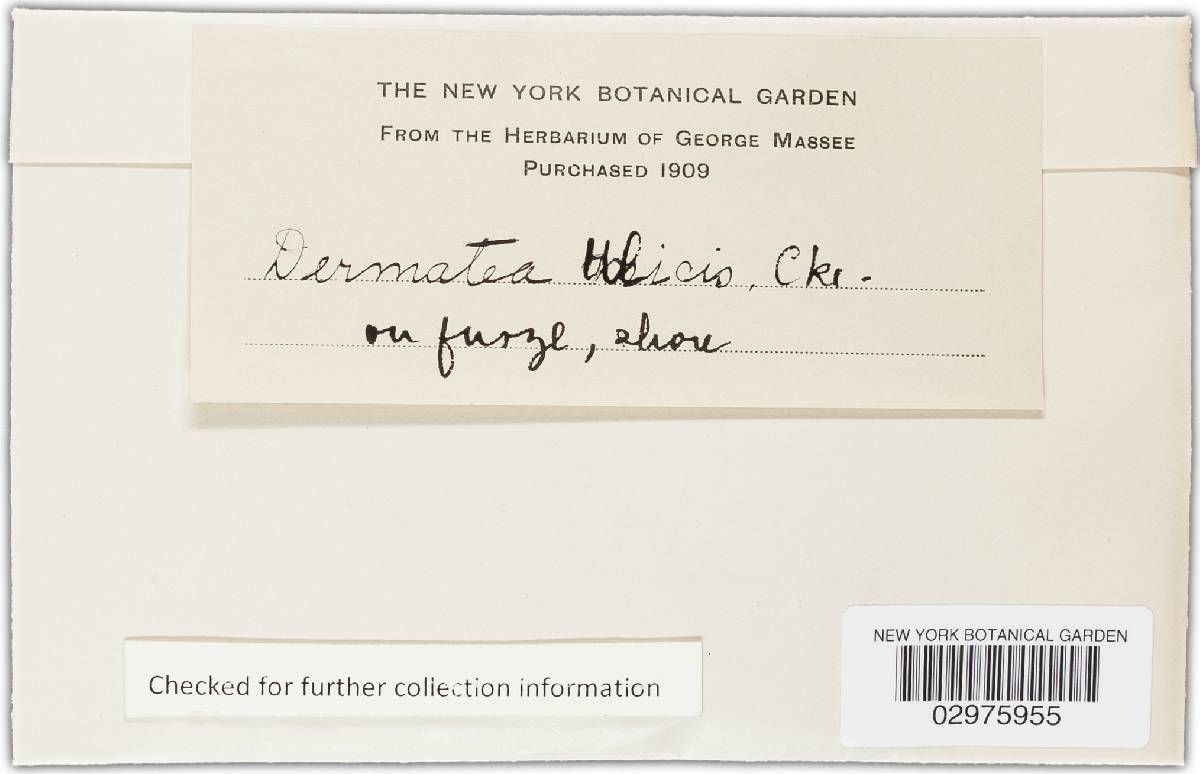 THE NEW YORK BOTANICAL GARDEN
FROM THE HERBARIUM OF GEORGE MASSEE
PURCHASED 1909
Dermatea Ulicis, Cke -
on furze,
Checked for further collection information
NEW YORK BOTANICAL GARDEN
02975955